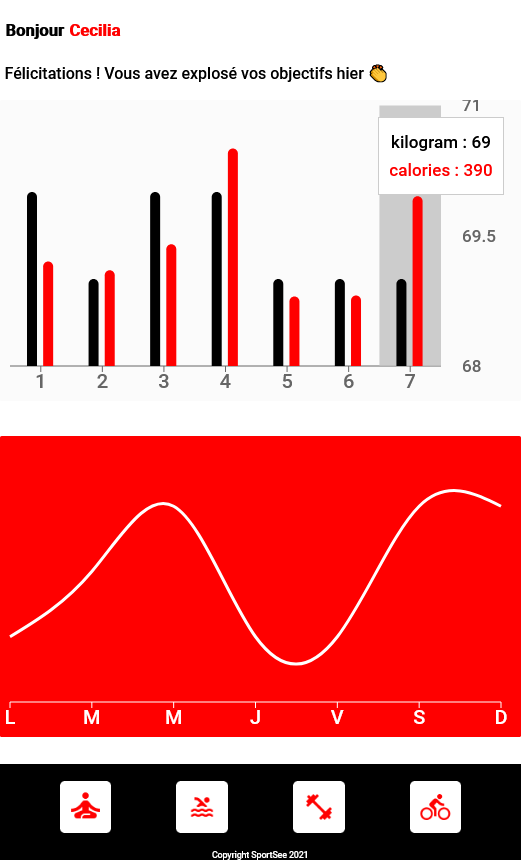 Bonjour Cecilia
Félicitations ! Vous avez explosé vos objectifs hier 👏
71
kilogram : 69
calories : 390
69.5
68
1 2 3 4 5 6 7
L M M J V S D
Copyright SportSee 2021